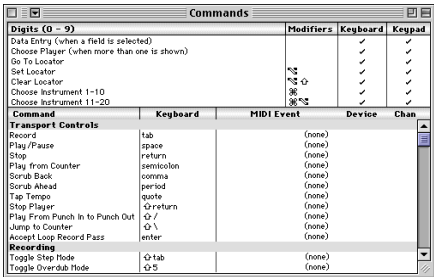 Commands
Digits (0 - 9) Modifiers Keyboard Keypad
Data Entry (when a field is selected) ✓ ✓
Choose Player (when more than one is shown) ✓ ✓
Go To Locator ✓ ✓
Set Locator ⌥ ✓ ✓
Clear Locator ⌥ ⇧ ✓ ✓
Choose Instrument 1-10 ⌘ ✓ ✓
Choose Instrument 11-20 ⌘⌥ ✓ ✓
Command Keyboard MIDI Event Device Chan
Transport Controls
Record tab (none)
Play/Pause space (none)
Stop return (none)
Play from Counter semicolon (none)
Scrub Back comma (none)
Scrub Ahead period (none)
Tap Tempo quote (none)
Stop Player ⇧return (none)
Play From Punch In to Punch Out ⇧/ (none)
Jump to Counter ⇧\ (none)
Accept Loop Record Pass enter (none)
Recording
Toggle Step Mode ⇧tab (none)
Toggle Overdub Mode ⇧5 (none)